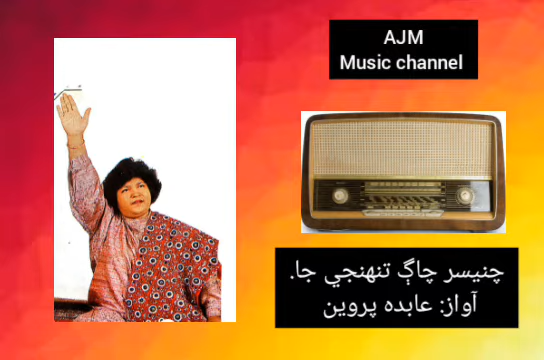 AJM
Music channel
چنيسر چاڳ تنهنجي جا.
آواز: عابده پروين